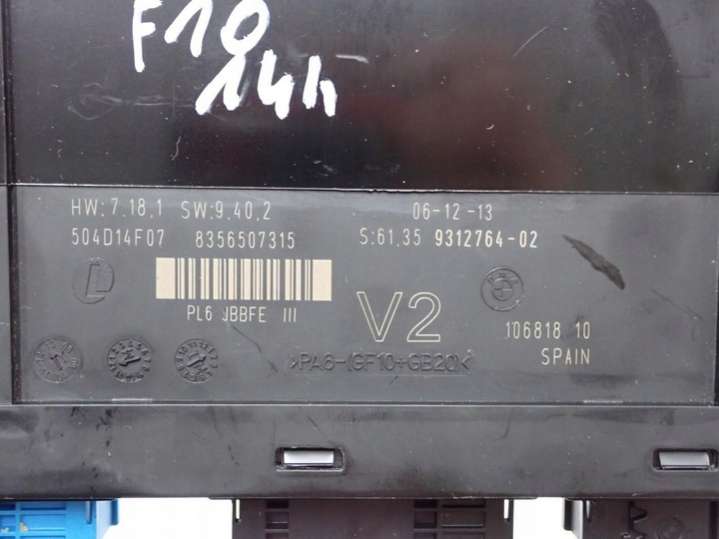 F10
14h
HW:7.18.1 SW:9.40.2 06-12-13
504D14F07 8356507315 S:61.35 9312764-02
PL6 JBBFE III
V2
106818 10
SPAIN
>PA6-(GF10+GB20)<